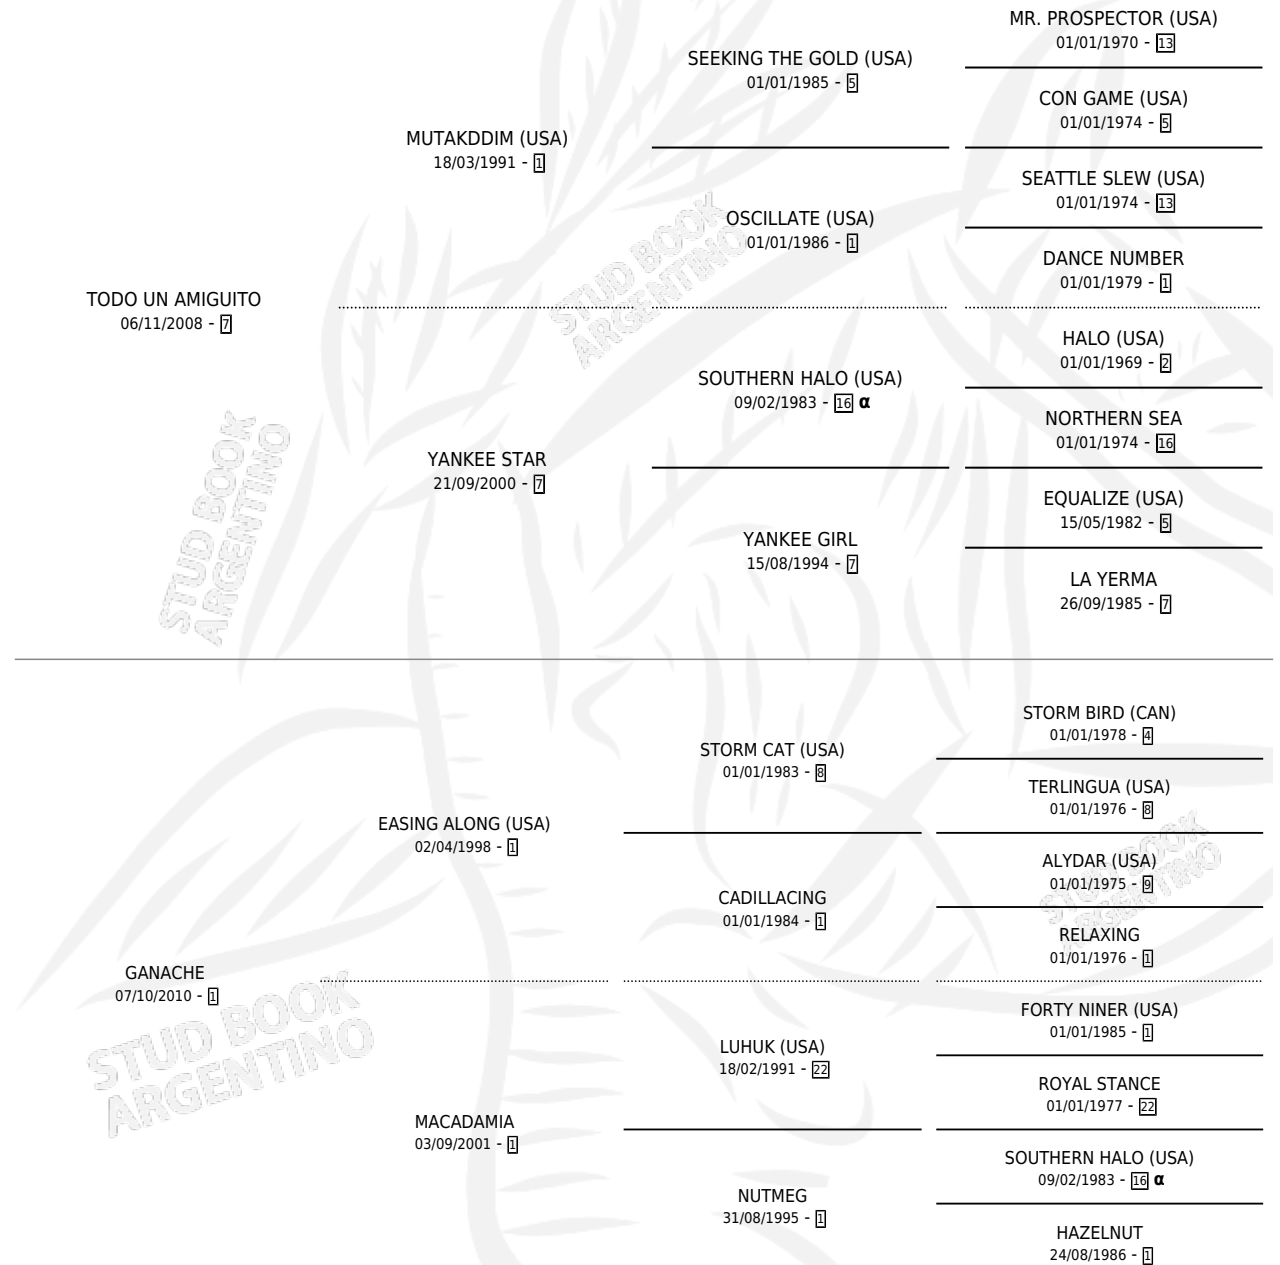 MR. PROSPECTOR (USA)
01/01/1970 - 13
SEEKING THE GOLD (USA)
01/01/1985 - 5
CON GAME (USA)
01/01/1974 - 5
MUTAKDDIM (USA)
18/03/1991 - 1
SEATTLE SLEW (USA)
01/01/1974 - 13
OSCILLATE (USA)
01/01/1986 - 1
DANCE NUMBER
01/01/1979 - 1
STUD BOOK
ARGENTINO
TODO UN AMIGUITO
06/11/2008 - 7
HALO (USA)
01/01/1969 - 2
SOUTHERN HALO (USA)
09/02/1983 - 16 α
NORTHERN SEA
01/01/1974 - 16
YANKEE STAR
21/09/2000 - 7
EQUALIZE (USA)
15/05/1982 - 5
YANKEE GIRL
15/08/1994 - 7
LA YERMA
26/09/1985 - 7
STUD BOOK
ARGENTINO
STORM BIRD (CAN)
01/01/1978 - 4
STORM CAT (USA)
01/01/1983 - 8
TERLINGUA (USA)
01/01/1976 - 8
EASING ALONG (USA)
02/04/1998 - 1
ALYDAR (USA)
01/01/1975 - 9
CADILLACING
01/01/1984 - 1
RELAXING
01/01/1976 - 1
STUD BOOK
ARGENTINO
GANACHE
07/10/2010 - 1
FORTY NINER (USA)
01/01/1985 - 1
LUHUK (USA)
18/02/1991 - 22
ROYAL STANCE
01/01/1977 - 22
MACADAMIA
03/09/2001 - 1
SOUTHERN HALO (USA)
09/02/1983 - 16 α
NUTMEG
31/08/1995 - 1
HAZELNUT
24/08/1986 - 1
STUD BOOK
ARGENTINO